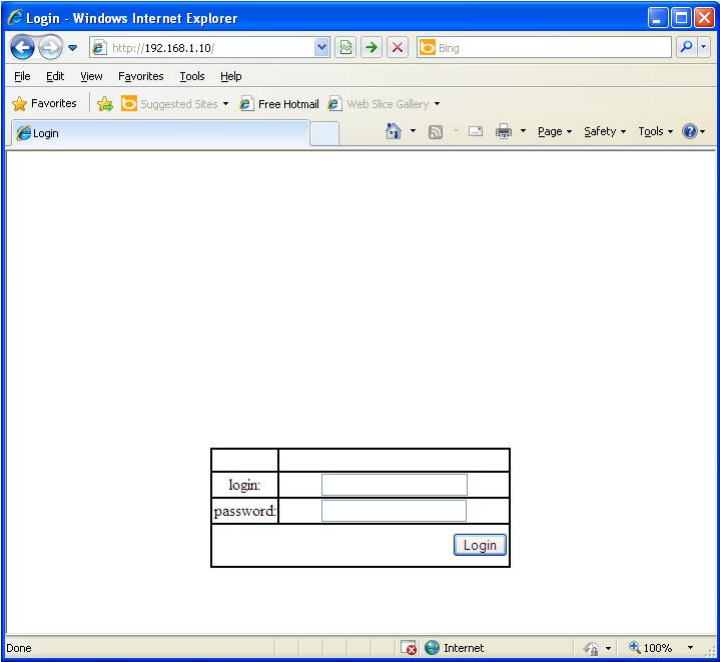 Login - Windows Internet Explorer
http://192.168.1.10/
Bing
File Edit View Favorites Tools Help
Favorites Suggested Sites Free Hotmail Web Slice Gallery
Login Page Safety Tools
login:
password:
Login
Done Internet 100%